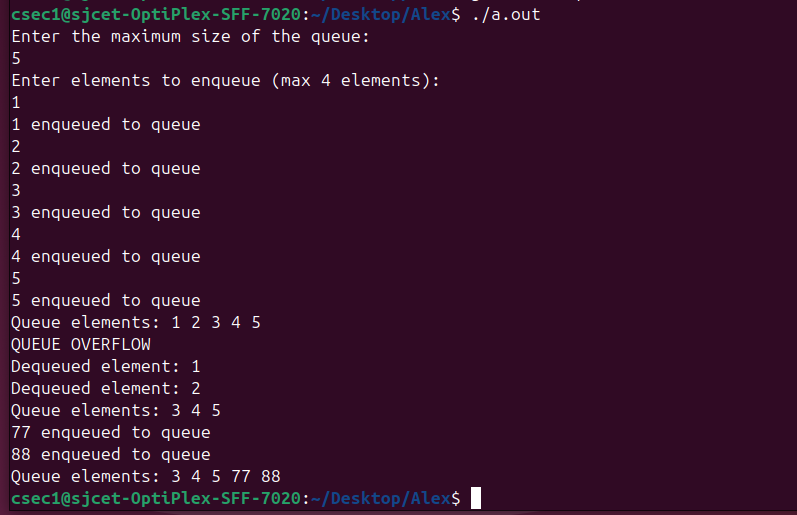 csec1@sjcet-OptiPlex-SFF-7020:~/Desktop/Alex$ ./a.out
Enter the maximum size of the queue:
5
Enter elements to enqueue (max 4 elements):
1
1 enqueued to queue
2
2 enqueued to queue
3
3 enqueued to queue
4
4 enqueued to queue
5
5 enqueued to queue
Queue elements: 1 2 3 4 5
QUEUE OVERFLOW
Dequeued element: 1
Dequeued element: 2
Queue elements: 3 4 5
77 enqueued to queue
88 enqueued to queue
Queue elements: 3 4 5 77 88
csec1@sjcet-OptiPlex-SFF-7020:~/Desktop/Alex$